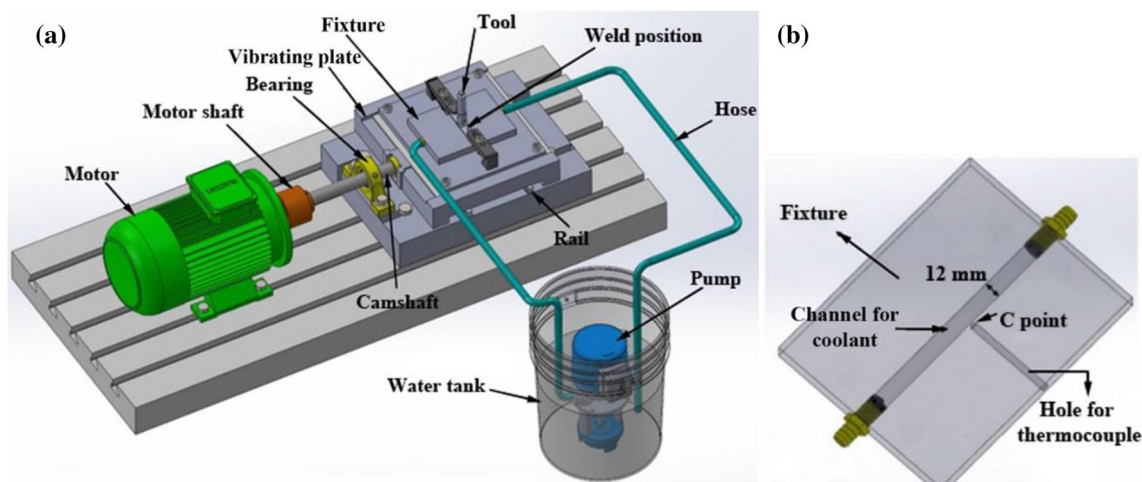 (a)
Fixture
Tool
Weld position
Vibrating plate
Bearing
Motor shaft
Motor
Hose
Rail
Camshaft
Pump
Water tank
(b)
Fixture
12 mm
Channel for
coolant
C point
Hole for
thermocouple